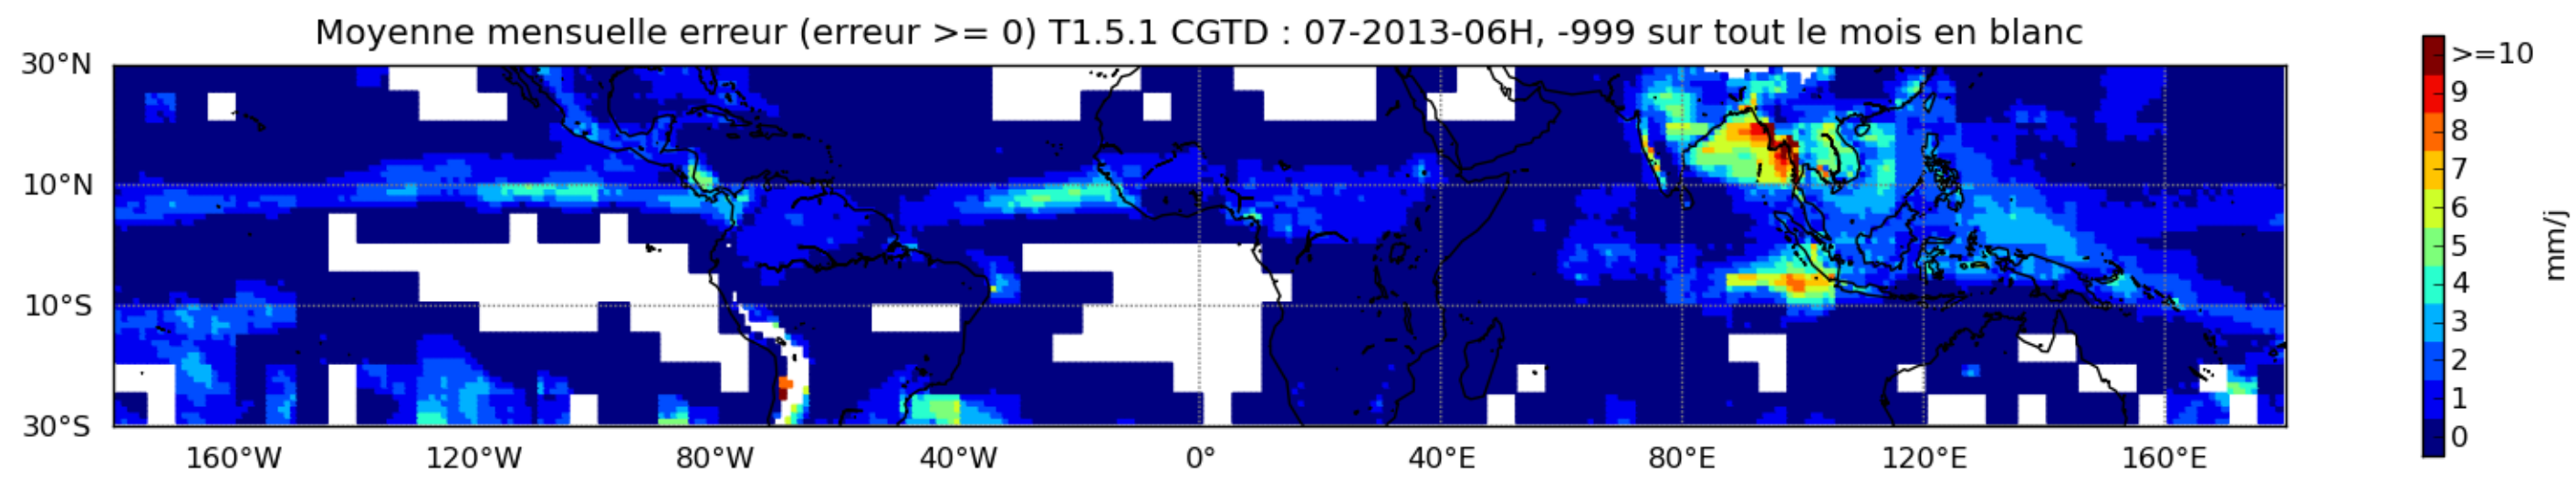 Moyenne mensuelle erreur (erreur >= 0) T1.5.1 CGTD : 07-2013-06H, -999 sur tout le mois en blanc
30°N
10°N
10°S
30°S
160°W 120°W 80°W 40°W 0° 40°E 80°E 120°E 160°E
>=10
9
8
7
6
5
4
3
2
1
0
mm/j